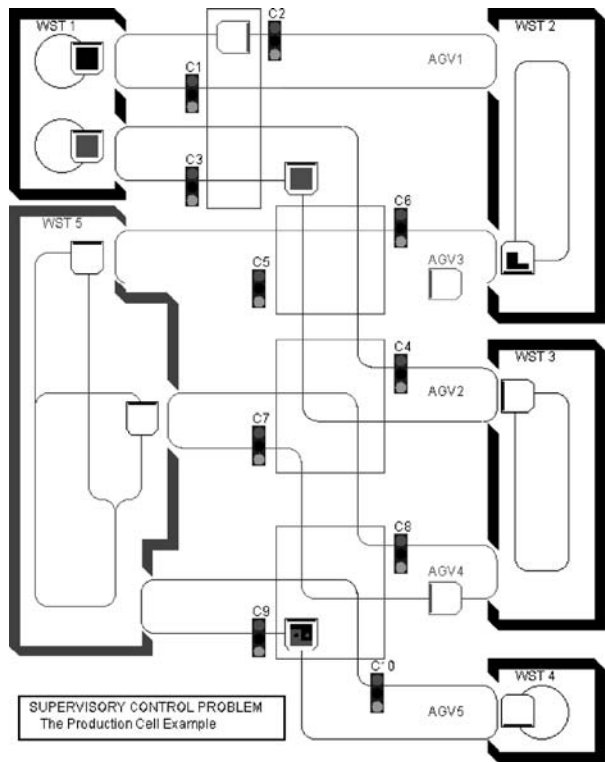 WST 1
C2
WST 2
AGV1
C1
C3
C6
WST 5
C5
AGV3
C4
WST 3
AGV2
C7
C8
AGV4
C9
C10
WST 4
AGV5
SUPERVISORY CONTROL PROBLEM
The Production Cell Example